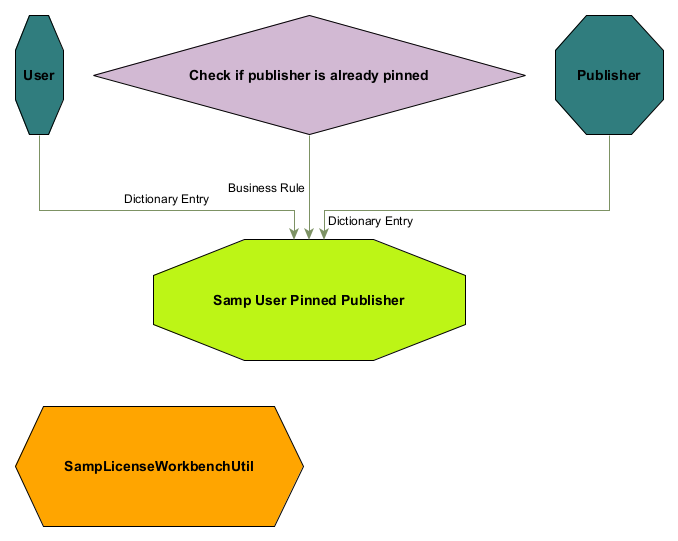 User
Check if publisher is already pinned
Publisher
Business Rule
Dictionary Entry
Dictionary Entry
Samp User Pinned Publisher
SampLicenseWorkbenchUtil